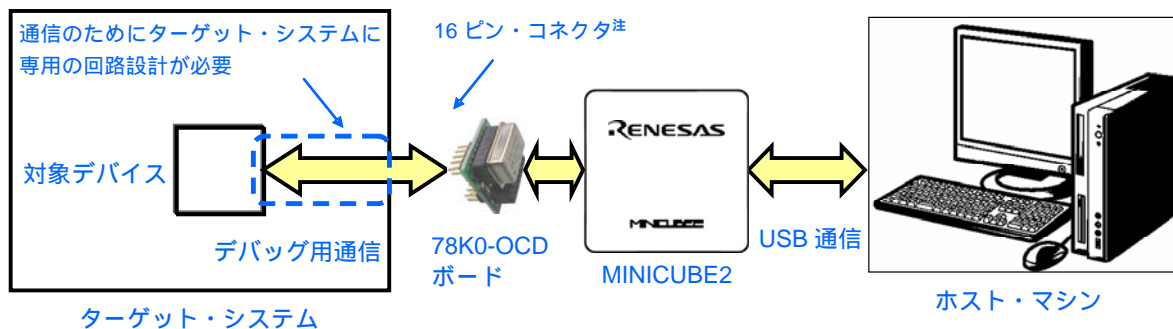 通信のためにターゲット・システムに
専用の回路設計が必要
16 ピン・コネクタ注
対象デバイス
デバッグ用通信
ターゲット・システム
78K0-OCD
ボード
RENESAS
MINICUBE2
MINICUBE2
USB 通信
ホスト・マシン